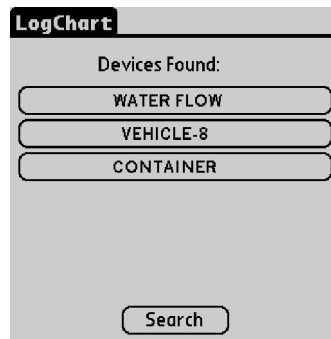 LogChart
Devices Found:
WATER FLOW
VEHICLE-8
CONTAINER
Search